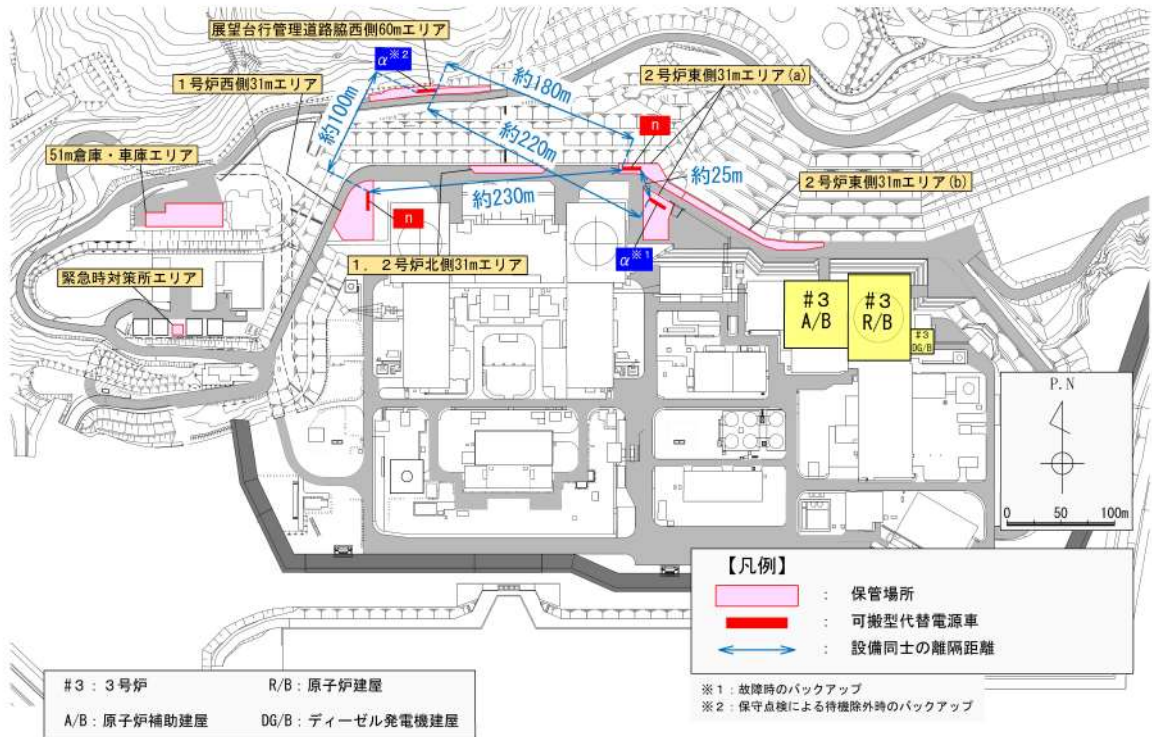 展望台行管理道路脇西側60mエリア
α※2
１号炉西側31mエリア
約180m
２号炉東側31mエリア(a)
約100m
n
51m倉庫・車庫エリア
約220m
約25m
２号炉東側31mエリア(b)
約230m
n
α※1
１．２号炉北側31mエリア
緊急時対策所エリア
#3
A/B
#3
R/B
#3
DG/B
P.N
0 50 100m
【凡例】
： 保管場所
： 可搬型代替電源車
： 設備同士の離隔距離
#3：３号炉 R/B：原子炉建屋
A/B：原子炉補助建屋 DG/B：ディーゼル発電機建屋
※１：故障時のバックアップ
※２：保守点検による待機除外時のバックアップ